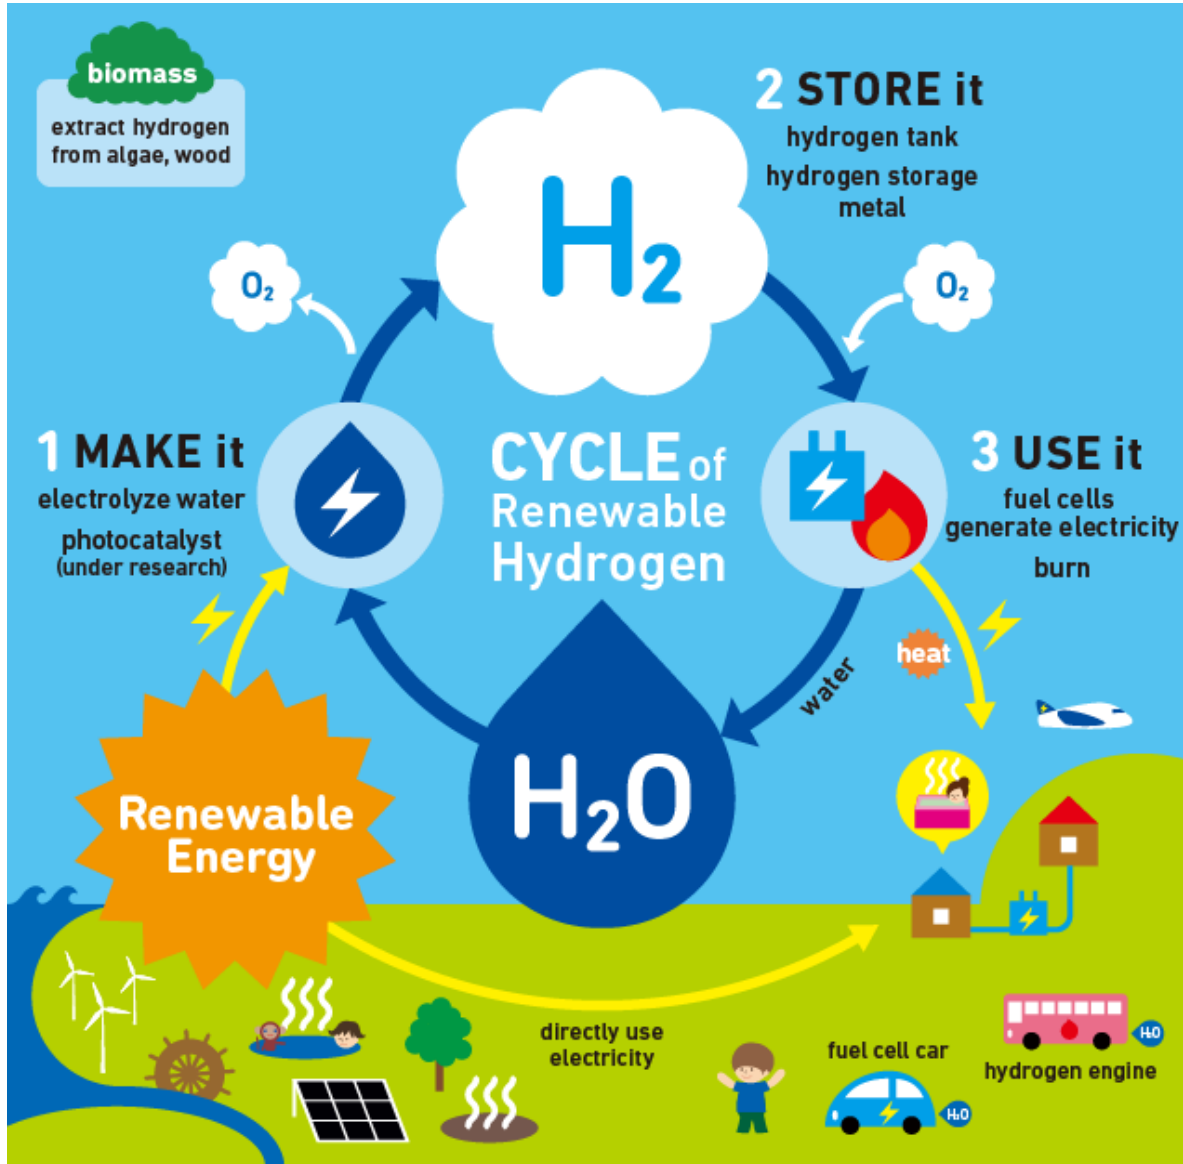 biomass
extract hydrogen
from algae, wood
H₂
2 STORE it
hydrogen tank
hydrogen storage
metal
O₂
O₂
1 MAKE it
electrolyze water
photocatalyst
(under research)
CYCLE of
Renewable
Hydrogen
3 USE it
fuel cells
generate electricity
burn
heat
water
H₂O
Renewable
Energy
directly use
electricity
fuel cell car
H₂O
H₂O
hydrogen engine